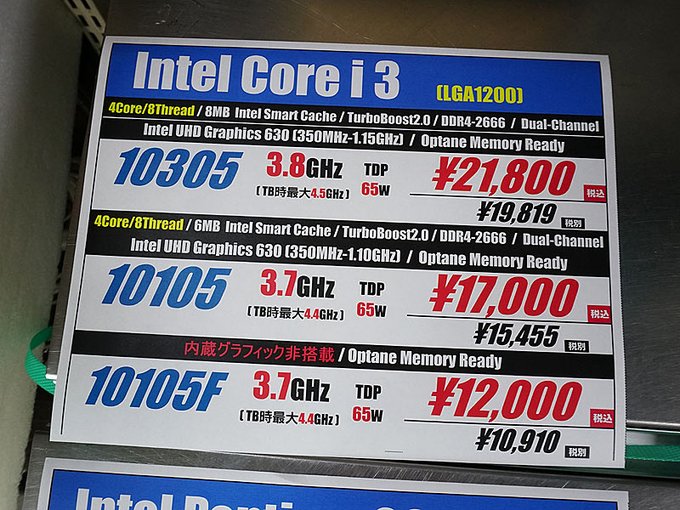 Intel Core i 3 (LGA1200)
4Core/8Thread / 8MB Intel Smart Cache / TurboBoost2.0 / DDR4-2666 / Dual-Channel
Intel UHD Graphics 630 (350MHz-1.15GHz) / Optane Memory Ready
10305 3.8GHz TDP ¥21,800 税込
(TB時最大4.5GHz) 65W ¥19,819 税別
4Core/8Thread / 6MB Intel Smart Cache / TurboBoost2.0 / DDR4-2666 / Dual-Channel
Intel UHD Graphics 630 (350MHz-1.10GHz) / Optane Memory Ready
10105 3.7GHz TDP ¥17,000 税込
(TB時最大4.4GHz) 65W ¥15,455 税別
内蔵グラフィック非搭載 / Optane Memory Ready
10105F 3.7GHz TDP ¥12,000 税込
(TB時最大4.4GHz) 65W ¥10,910 税別
Intel